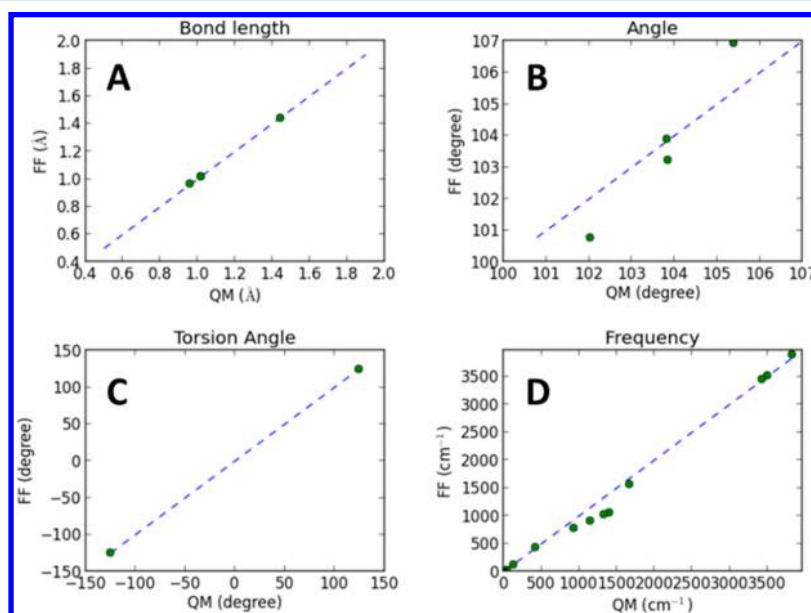 Bond length
A
2.0
1.8
1.6
1.4
1.2
1.0
0.8
0.6
0.4
FF (Å)
0.4 0.6 0.8 1.0 1.2 1.4 1.6 1.8 2.0
QM (Å)
Angle
B
107
106
105
104
103
102
101
100
FF (degree)
100 101 102 103 104 105 106 107
QM (degree)
Torsion Angle
C
150
100
50
0
−50
−100
−150
FF (degree)
−150 −100 −50 0 50 100 150
QM (degree)
Frequency
D
3500
3000
2500
2000
1500
1000
500
0
FF (cm⁻¹)
0 500 1000 1500 2000 2500 3000 3500
QM (cm⁻¹)